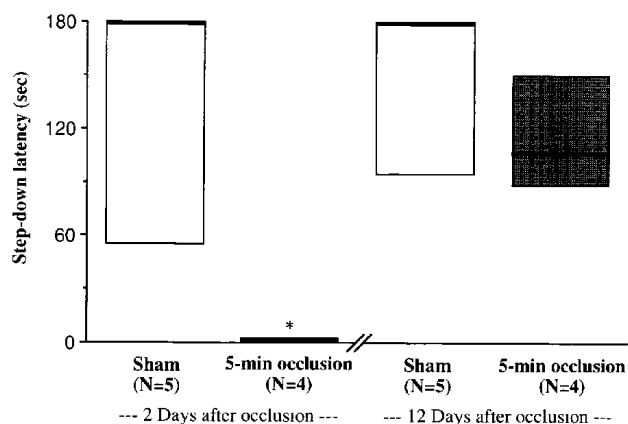 Step-down latency (sec)
180
120
60
0
*
Sham
(N=5)
5-min occlusion
(N=4)
Sham
(N=5)
5-min occlusion
(N=4)
--- 2 Days after occlusion ---
--- 12 Days after occlusion ---